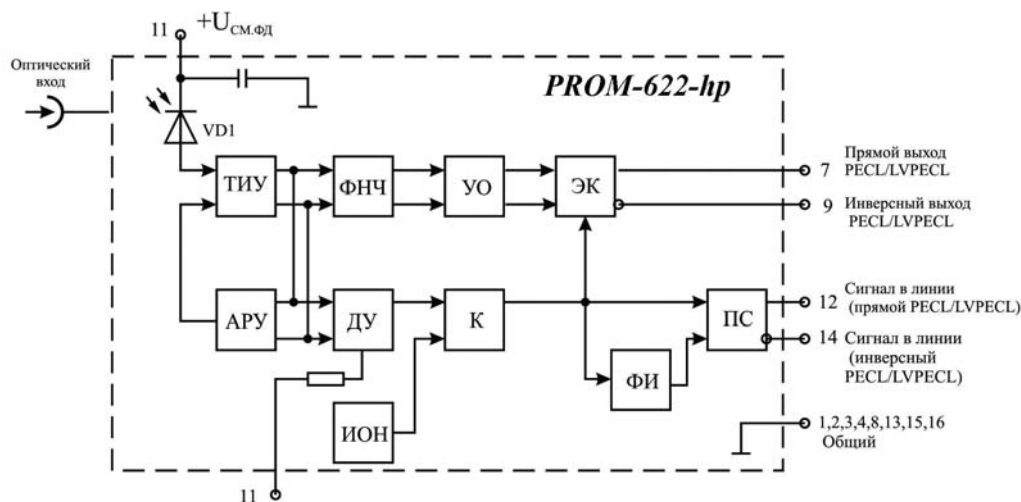 11
+U СМ.ФД
Оптический
вход
PROM-622-hp
VD1
ТИУ
ФНЧ
УО
ЭК
7
Прямой выход
PECL/LVPECL
9
Инверсный выход
PECL/LVPECL
АРУ
ДУ
К
ПС
12
Сигнал в линии
(прямой PECL/LVPECL)
14
Сигнал в линии
(инверсный
PECL/LVPECL)
ФИ
ИОН
1,2,3,4,8,13,15,16
Общий
11